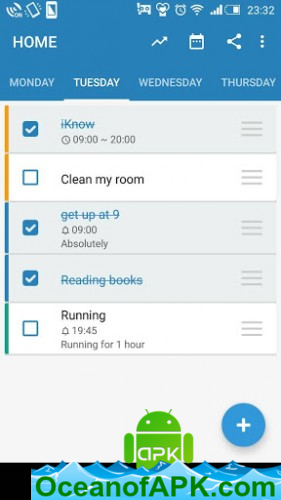 ON
23:32
HOME
MONDAY TUESDAY WEDNESDAY THURSDAY
iKnow
09:00 ~ 20:00
Clean my room
get up at 9
09:00
Absolutely
Reading books
Running
19:45
Running for 1 hour
APK
OceanofAPK.com